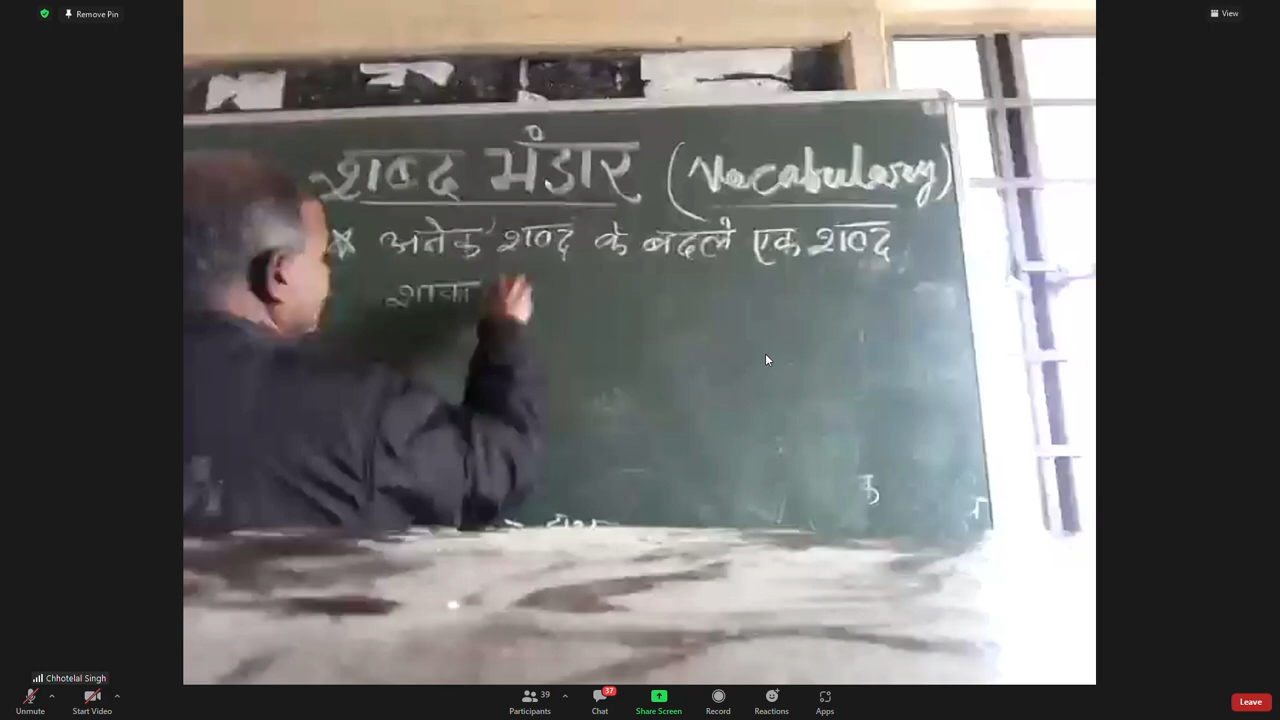 Remove Pin
View
शब्द भंडार (Vocabulary)
* अनेक शब्द के बदले एक शब्द
शाका
Chhotelal Singh
Unmute
Start Video
39
Participants
37
Chat
Share Screen
Record
Reactions
Apps
Leave